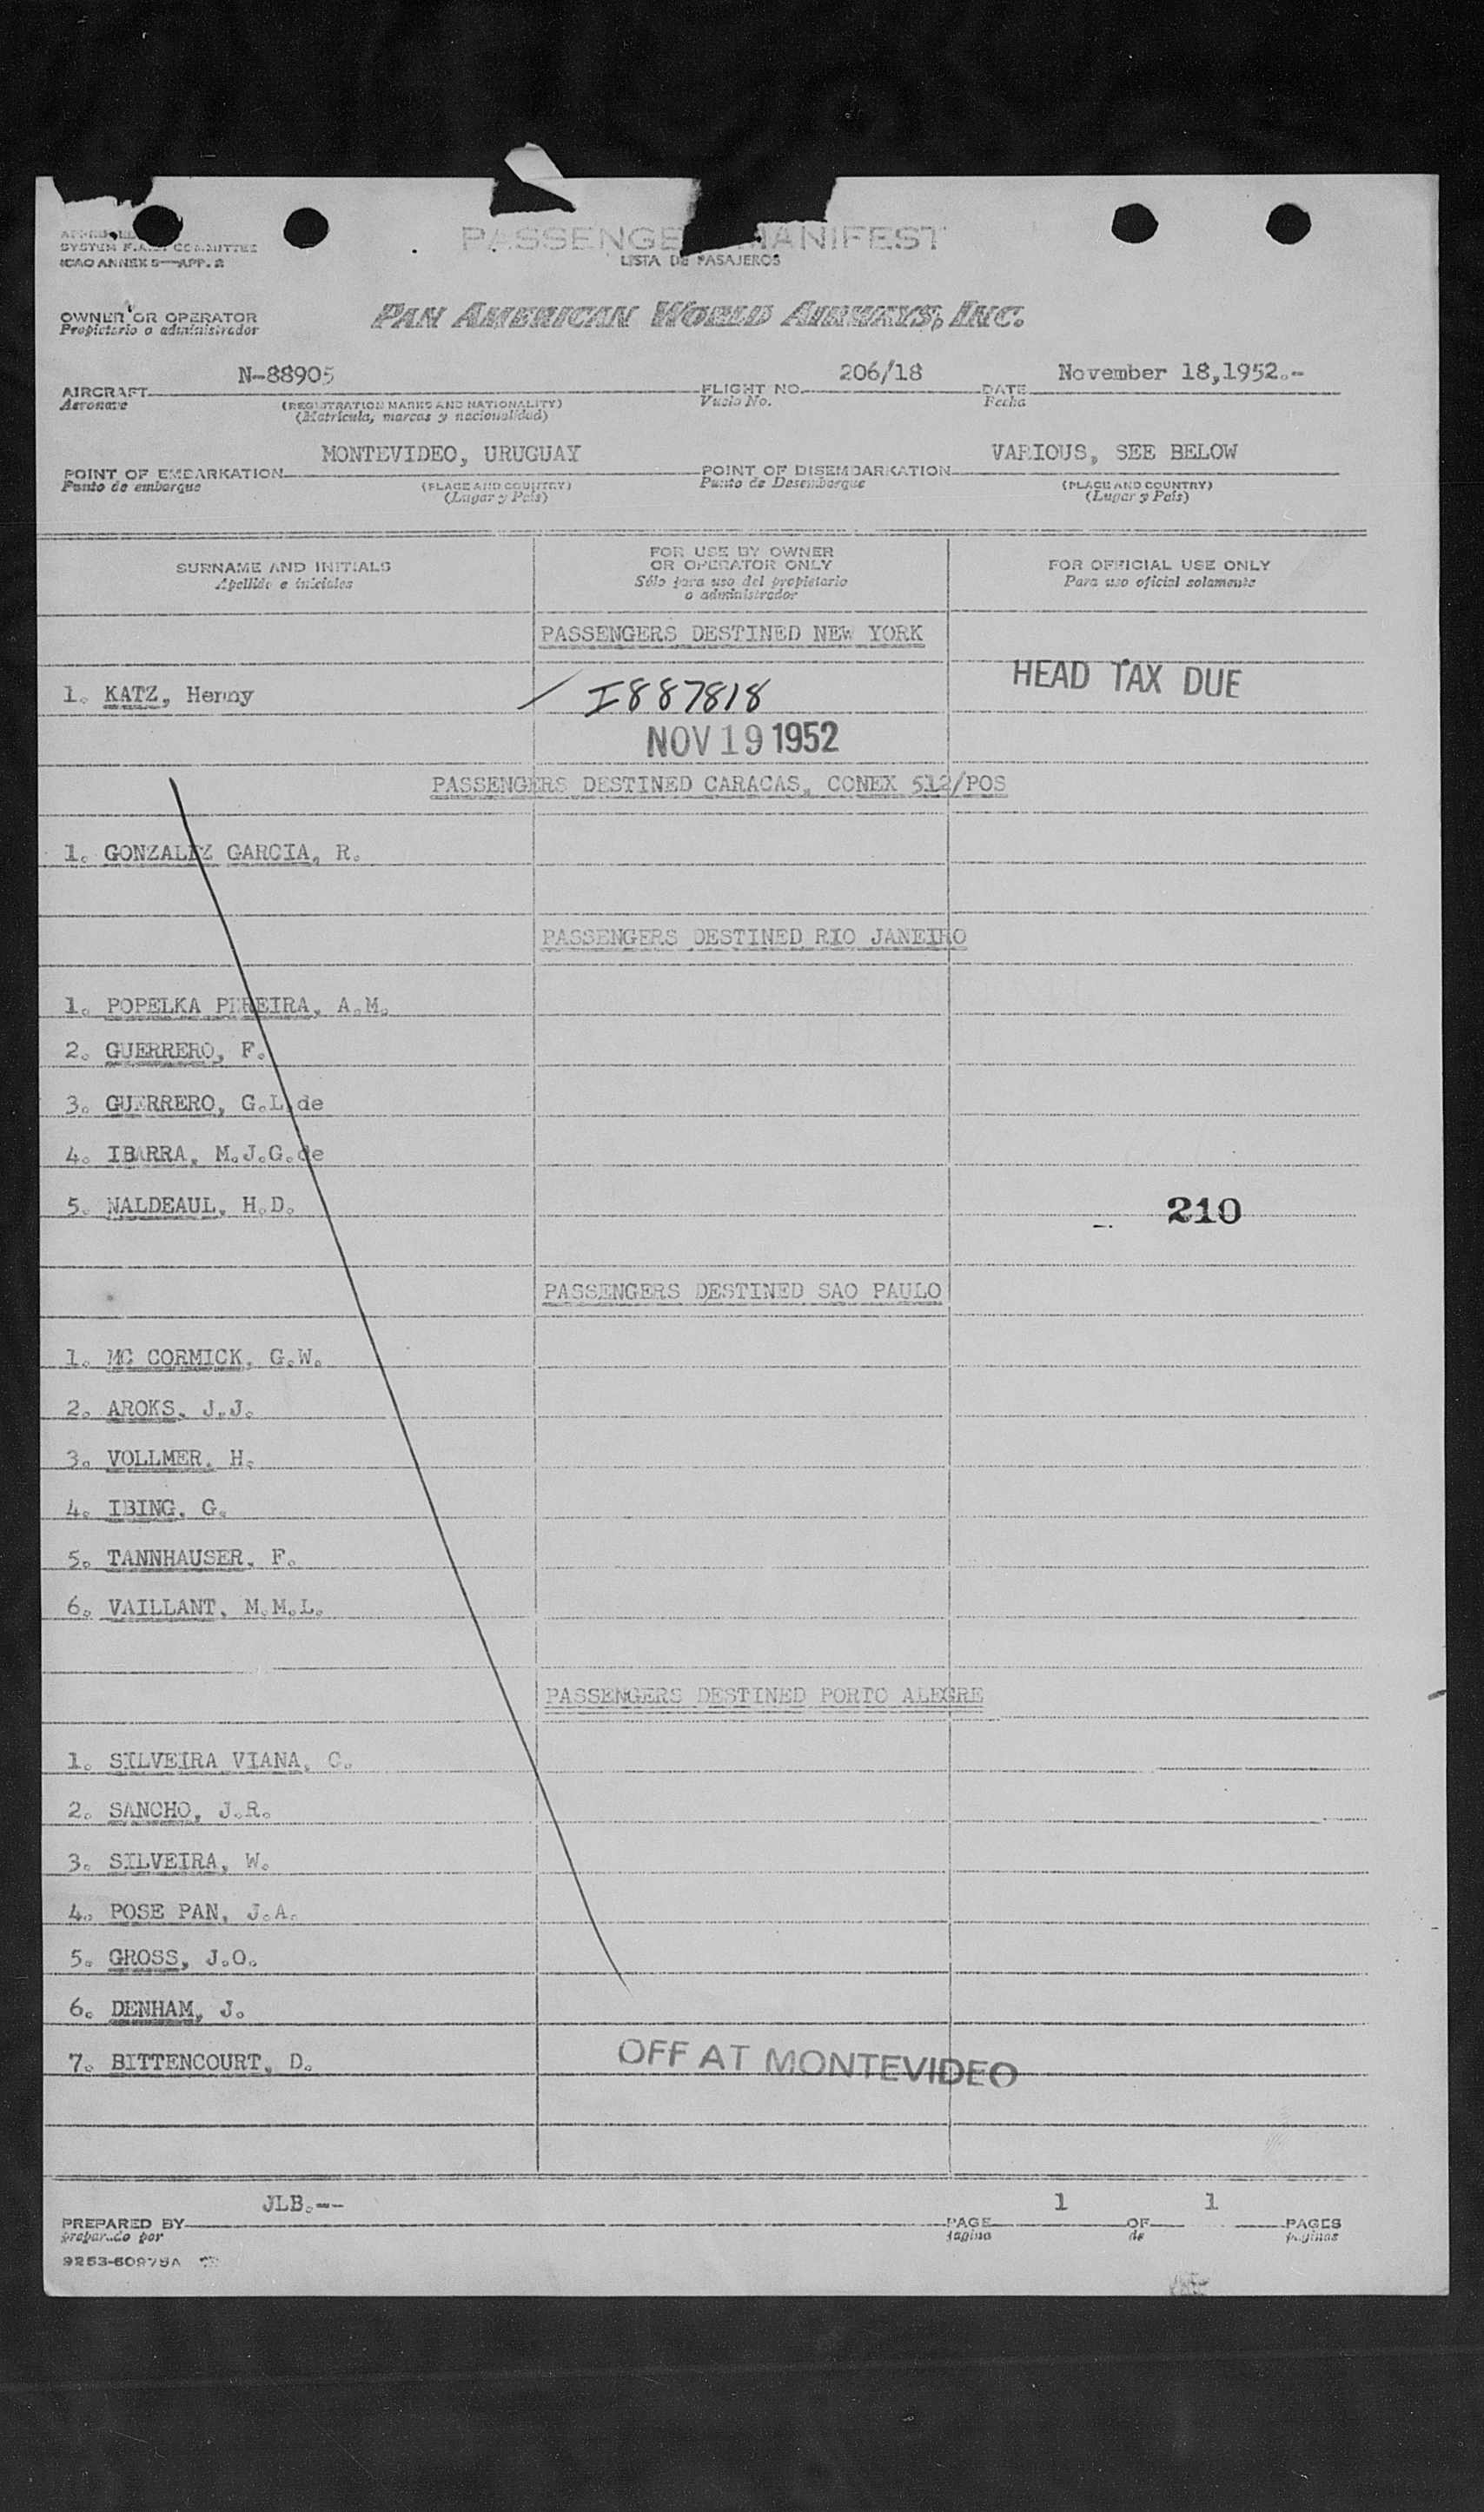 APPROVED
SYSTEM F.A.L. COMMITTEE
ICAO ANNEX 9—APP. 2
PASSENGER MANIFEST
LISTA DE PASAJEROS
OWNER OR OPERATOR
Propietario o administrador
PAN AMERICAN WORLD AIRWAYS, INC.
AIRCRAFT N-88905 FLIGHT NO. 206/18 DATE November 18,1952.-
Aeronave (REGISTRATION MARKS AND NATIONALITY) Vuelo No. Fecha
(Matrícula, marcas y nacionalidad)
POINT OF EMBARKATION MONTEVIDEO, URUGUAY POINT OF DISEMBARKATION VARIOUS, SEE BELOW
Punto de embarque (PLACE AND COUNTRY) Punto de Desembarque (PLACE AND COUNTRY)
(Lugar y País) (Lugar y País)
SURNAME AND INITIALS FOR USE BY OWNER OR OPERATOR ONLY FOR OFFICIAL USE ONLY
Apellido e iniciales Sólo para uso del propietario o administrador Para uso oficial solamente
PASSENGERS DESTINED NEW YORK
1. KATZ, Henny I887818 HEAD TAX DUE
NOV 19 1952
PASSENGERS DESTINED CARACAS, CONEX 512/POS
1. GONZALEZ GARCIA, R.
PASSENGERS DESTINED RIO JANEIRO
1. POPELKA PEREIRA, A.M.
2. GUERRERO, F.
3. GUERRERO, G.L.de
4. IBARRA, M.J.G.de
5. NALDEAUL, H.D.
210
PASSENGERS DESTINED SAO PAULO
1. MC CORMICK, G.W.
2. AROKS, J.J.
3. VOLLMER, H.
4. IBING, G.
5. TANNHAUSER, F.
6. VAILLANT, M.M.L.
PASSENGERS DESTINED PORTO ALEGRE
1. SILVEIRA VIANA, C.
2. SANCHO, J.R.
3. SILVEIRA, W.
4. POSE PAN, J.A.
5. GROSS, J.O.
6. DENHAM, J.
7. BITTENCOURT, D.
OFF AT MONTEVIDEO
PREPARED BY JLB.-- PAGE 1 OF 1 PAGES
preparado por página de páginas